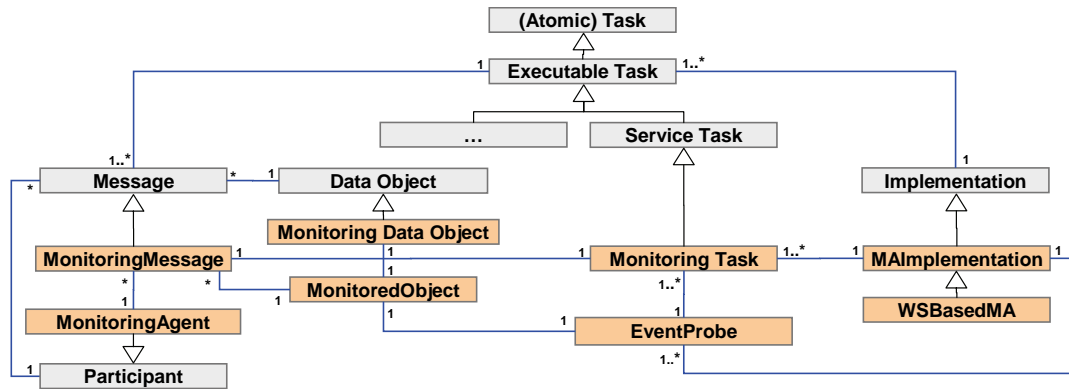 (Atomic) Task
1
Executable Task
1..*
...
Service Task
1..*
*
Message
*
1
Data Object
1
Implementation
Monitoring Data Object
MonitoringMessage
1
1
1
Monitoring Task
1..*
1
MAImplementation
1
*
*
1
1
MonitoredObject
1..*
WSBasedMA
1
MonitoringAgent
1
1
1
EventProbe
1..*
1
Participant